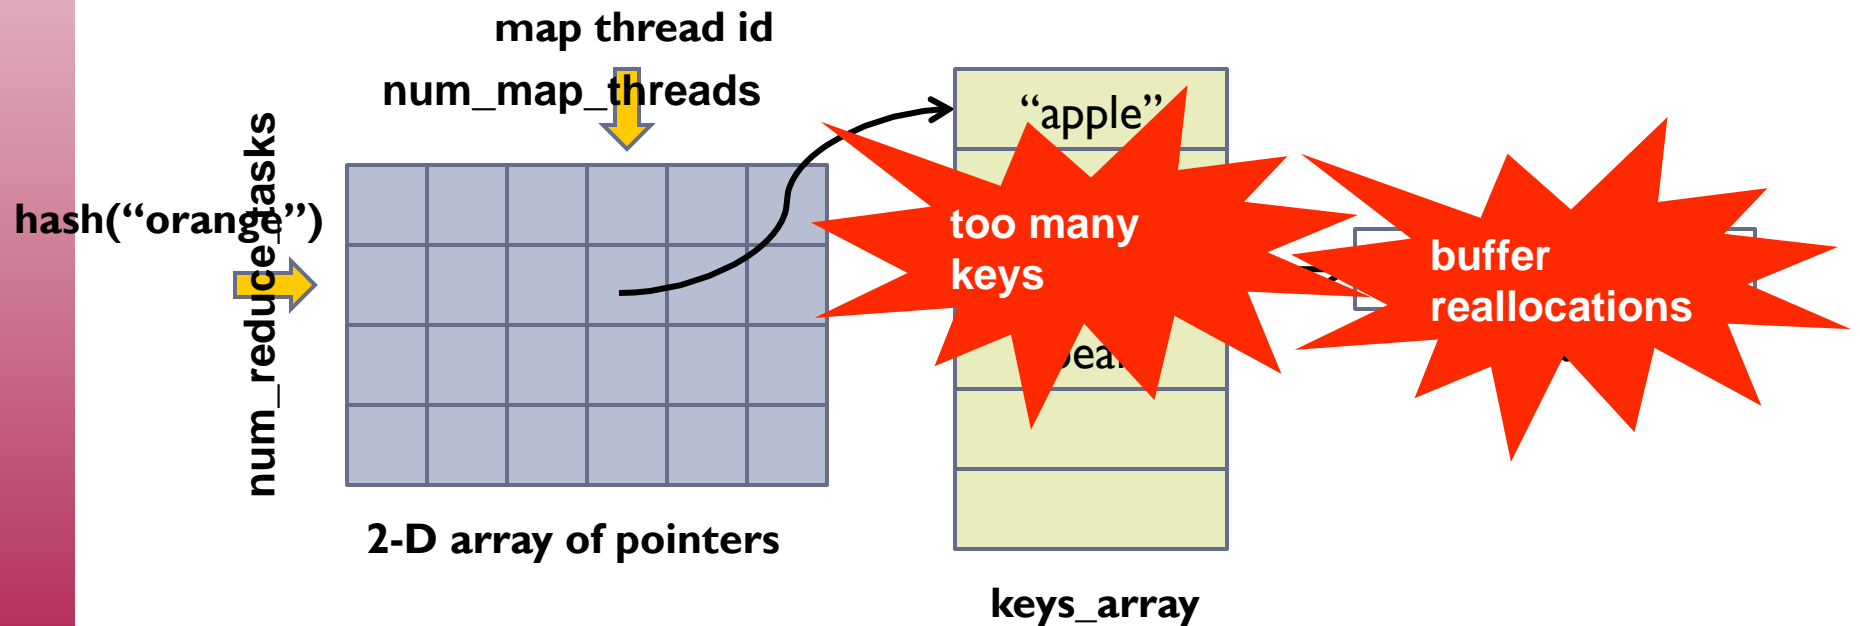 map thread id
num_map_threads
“apple”
num_reduce_tasks
hash(“orange”)
too many
keys
buffer
reallocations
2-D array of pointers
keys_array